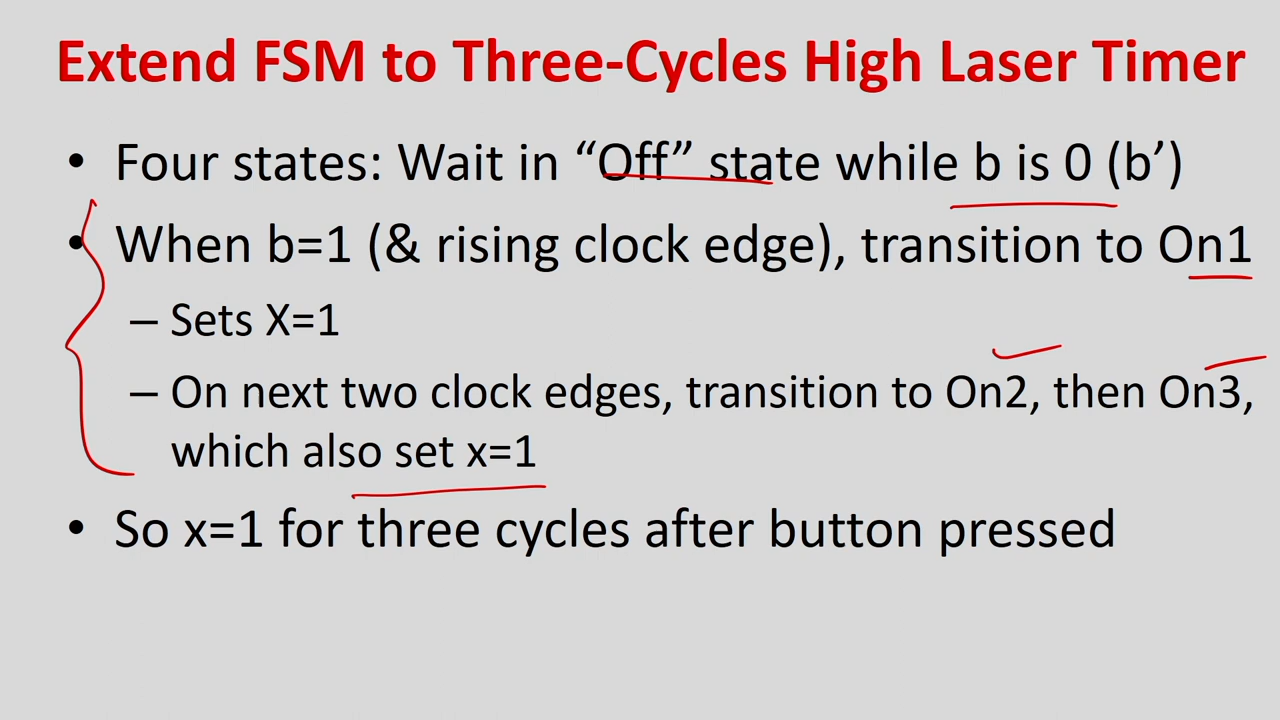 Extend FSM to Three-Cycles High Laser Timer
• Four states: Wait in “Off” state while b is 0 (b’)
• When b=1 (& rising clock edge), transition to On1
– Sets X=1
– On next two clock edges, transition to On2, then On3,
which also set x=1
• So x=1 for three cycles after button pressed